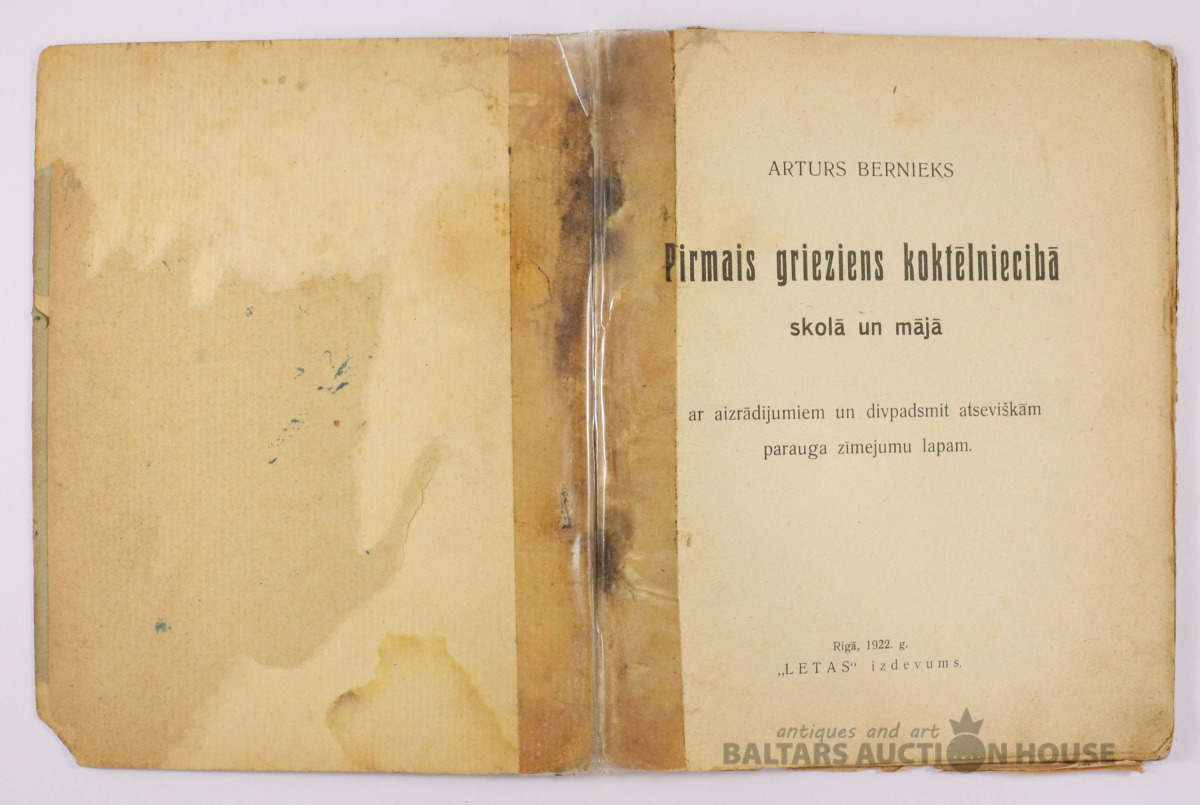 ARTURS BERNIEKS
Pirmais grieziens koktēlniecibā
skolā un mājā
ar aizrādijumiem un divpadsmit atseviškām
parauga zīmejumu lapam.
Rigā, 1922. g.
„LETAS“ izdevums.
antiques and art
BALTARS AUCTION HOUSE